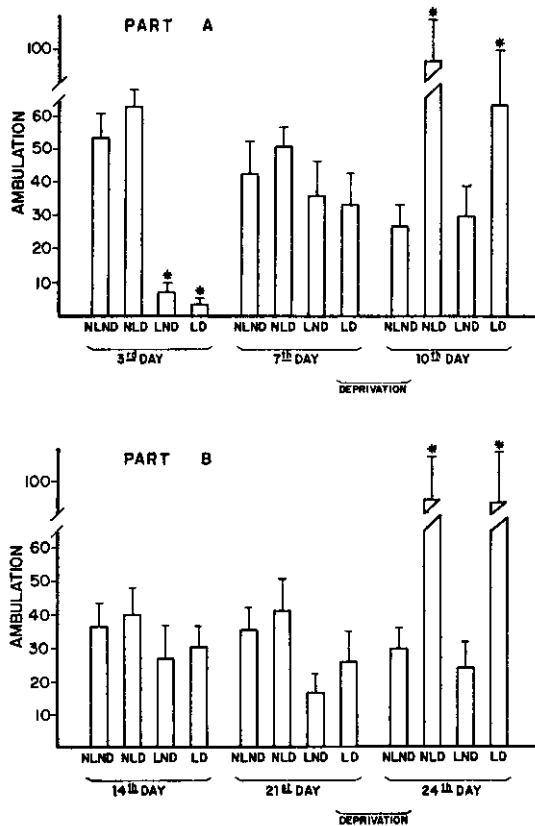 PART A
*
*
100
AMBULATION
60
50
40
30
20
10
*
*
NLND NLD LND LD NLND NLD LND LD NLND NLD LND LD
3rd DAY 7th DAY 10th DAY
DEPRIVATION
PART B
*
*
100
AMBULATION
60
50
40
30
20
10
NLND NLD LND LD NLND NLD LND LD NLND NLD LND LD
14th DAY 21st DAY 24th DAY
DEPRIVATION